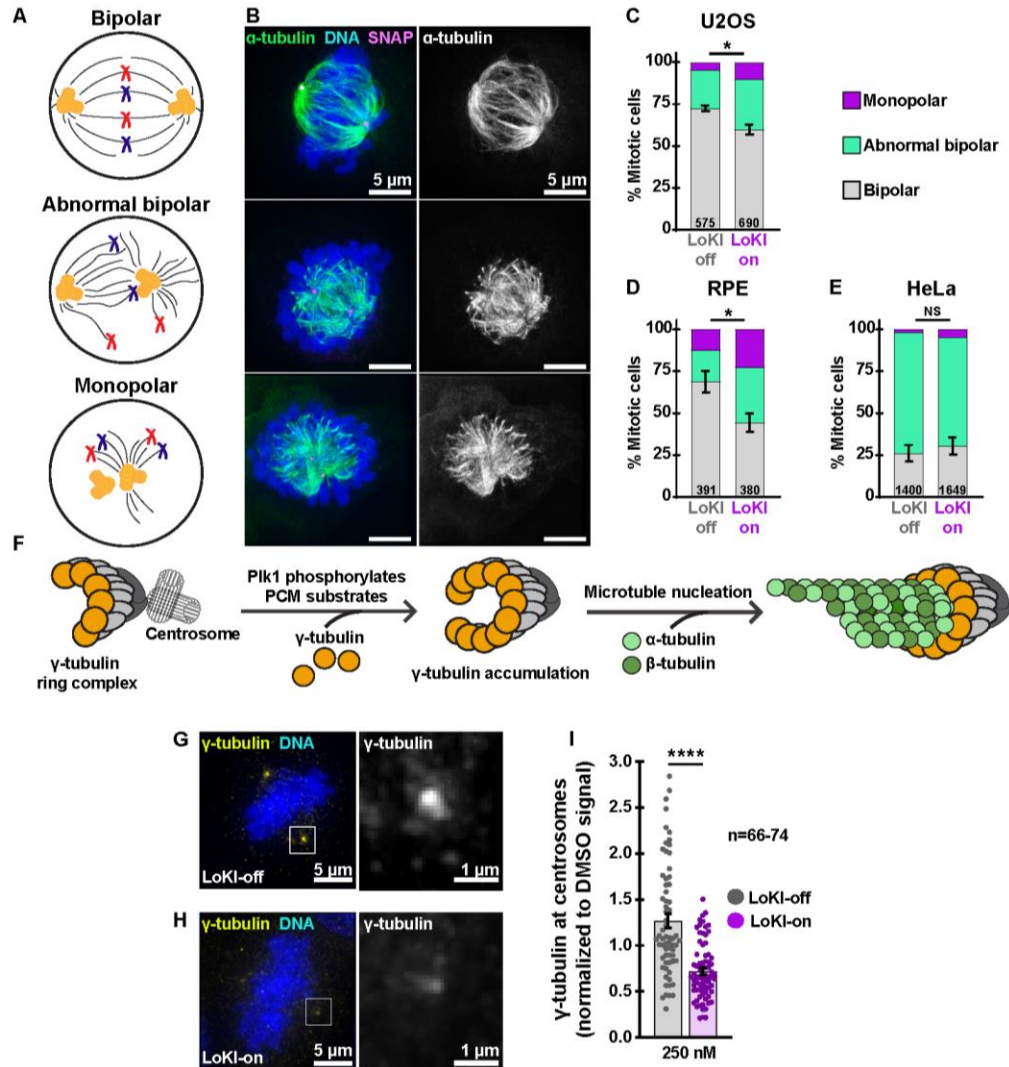 A
Bipolar
Abnormal bipolar
Monopolar
B
α-tubulin DNA SNAP
α-tubulin
5 µm
5 µm
C
U2OS
% Mitotic cells
100
75
50
25
0
*
575
690
LoKI off
LoKI on
Monopolar
Abnormal bipolar
Bipolar
D
RPE
% Mitotic cells
100
75
50
25
0
*
391
380
LoKI off
LoKI on
E
HeLa
% Mitotic cells
100
75
50
25
0
NS
1400
1649
LoKI off
LoKI on
F
γ-tubulin
ring complex
Centrosome
Plk1 phosphorylates
PCM substrates
γ-tubulin
γ-tubulin accumulation
Microtuble nucleation
α-tubulin
β-tubulin
G
γ-tubulin DNA
LoKI-off
5 µm
γ-tubulin
1 µm
H
γ-tubulin DNA
LoKI-on
5 µm
γ-tubulin
1 µm
I
γ-tubulin at centrosomes
(normalized to DMSO signal)
3.0
2.5
2.0
1.5
1.0
0.5
0.0
****
250 nM
n=66-74
LoKI-off
LoKI-on